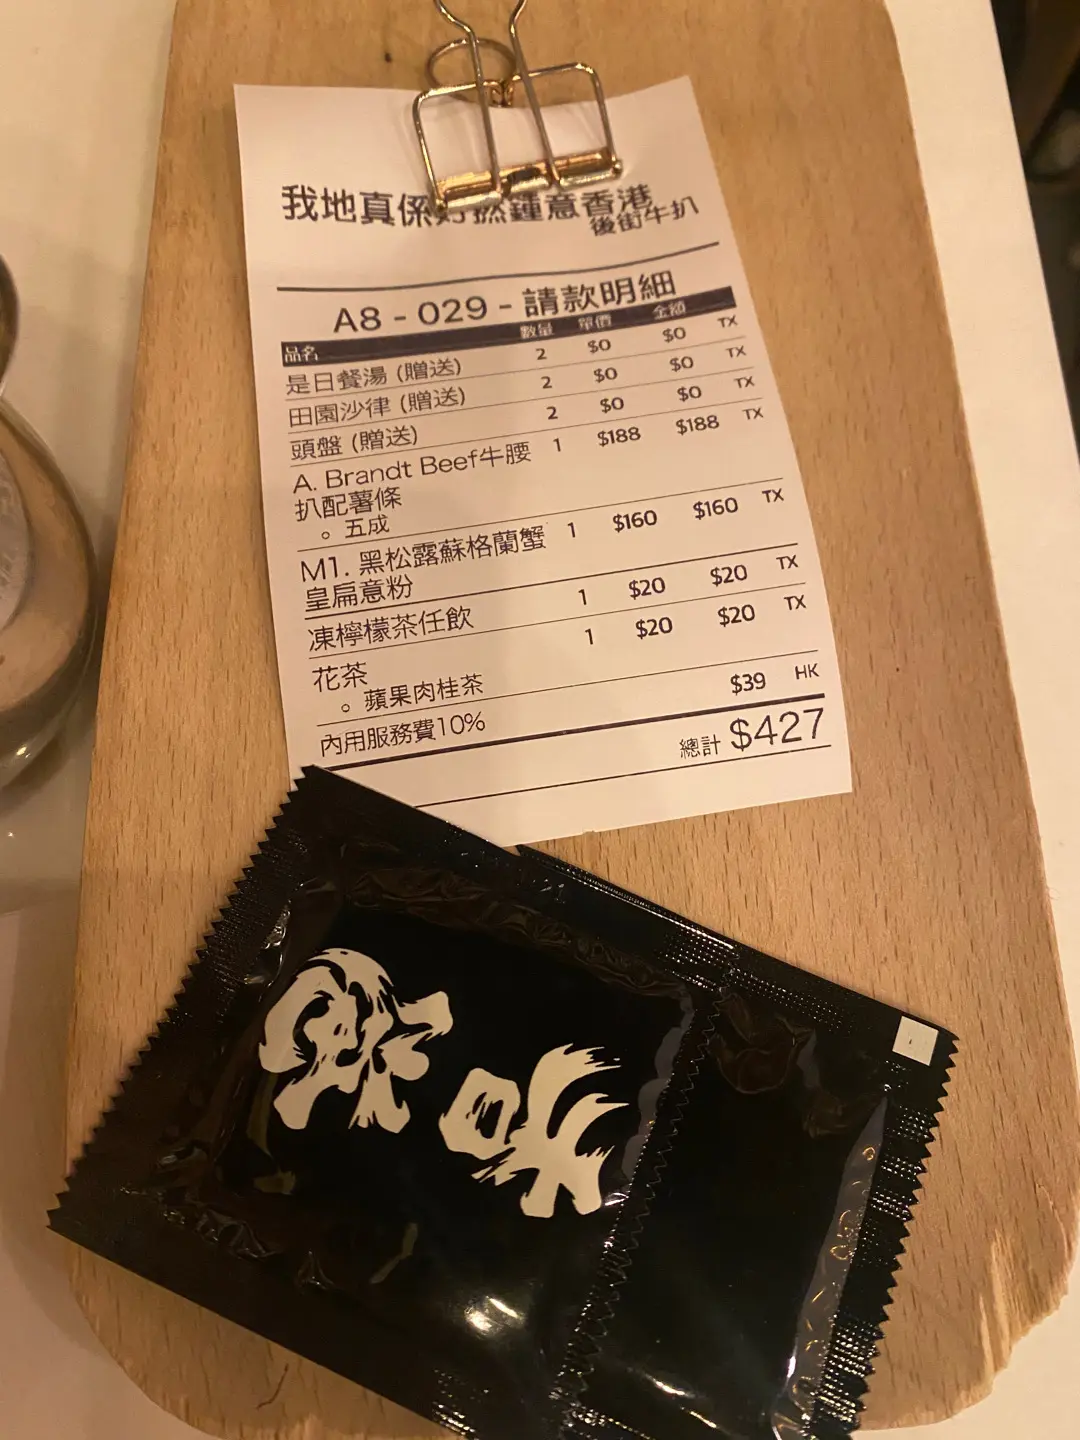 我地真係好撚鍾意香港
後街牛扒
A8 - 029 - 請款明細
品名 數量 單價 金額
是日餐湯 (贈送) 2 $0 $0 TX
田園沙律 (贈送) 2 $0 $0 TX
頭盤 (贈送) 2 $0 $0 TX
A. Brandt Beef牛腰 1 $188 $188 TX
扒配薯條
五成
M1. 黑松露蘇格蘭蟹 1 $160 $160 TX
皇扁意粉
凍檸檬茶任飲 1 $20 $20 TX
花茶 1 $20 $20 TX
蘋果肉桂茶
內用服務費10% $39 HK
總計 $427